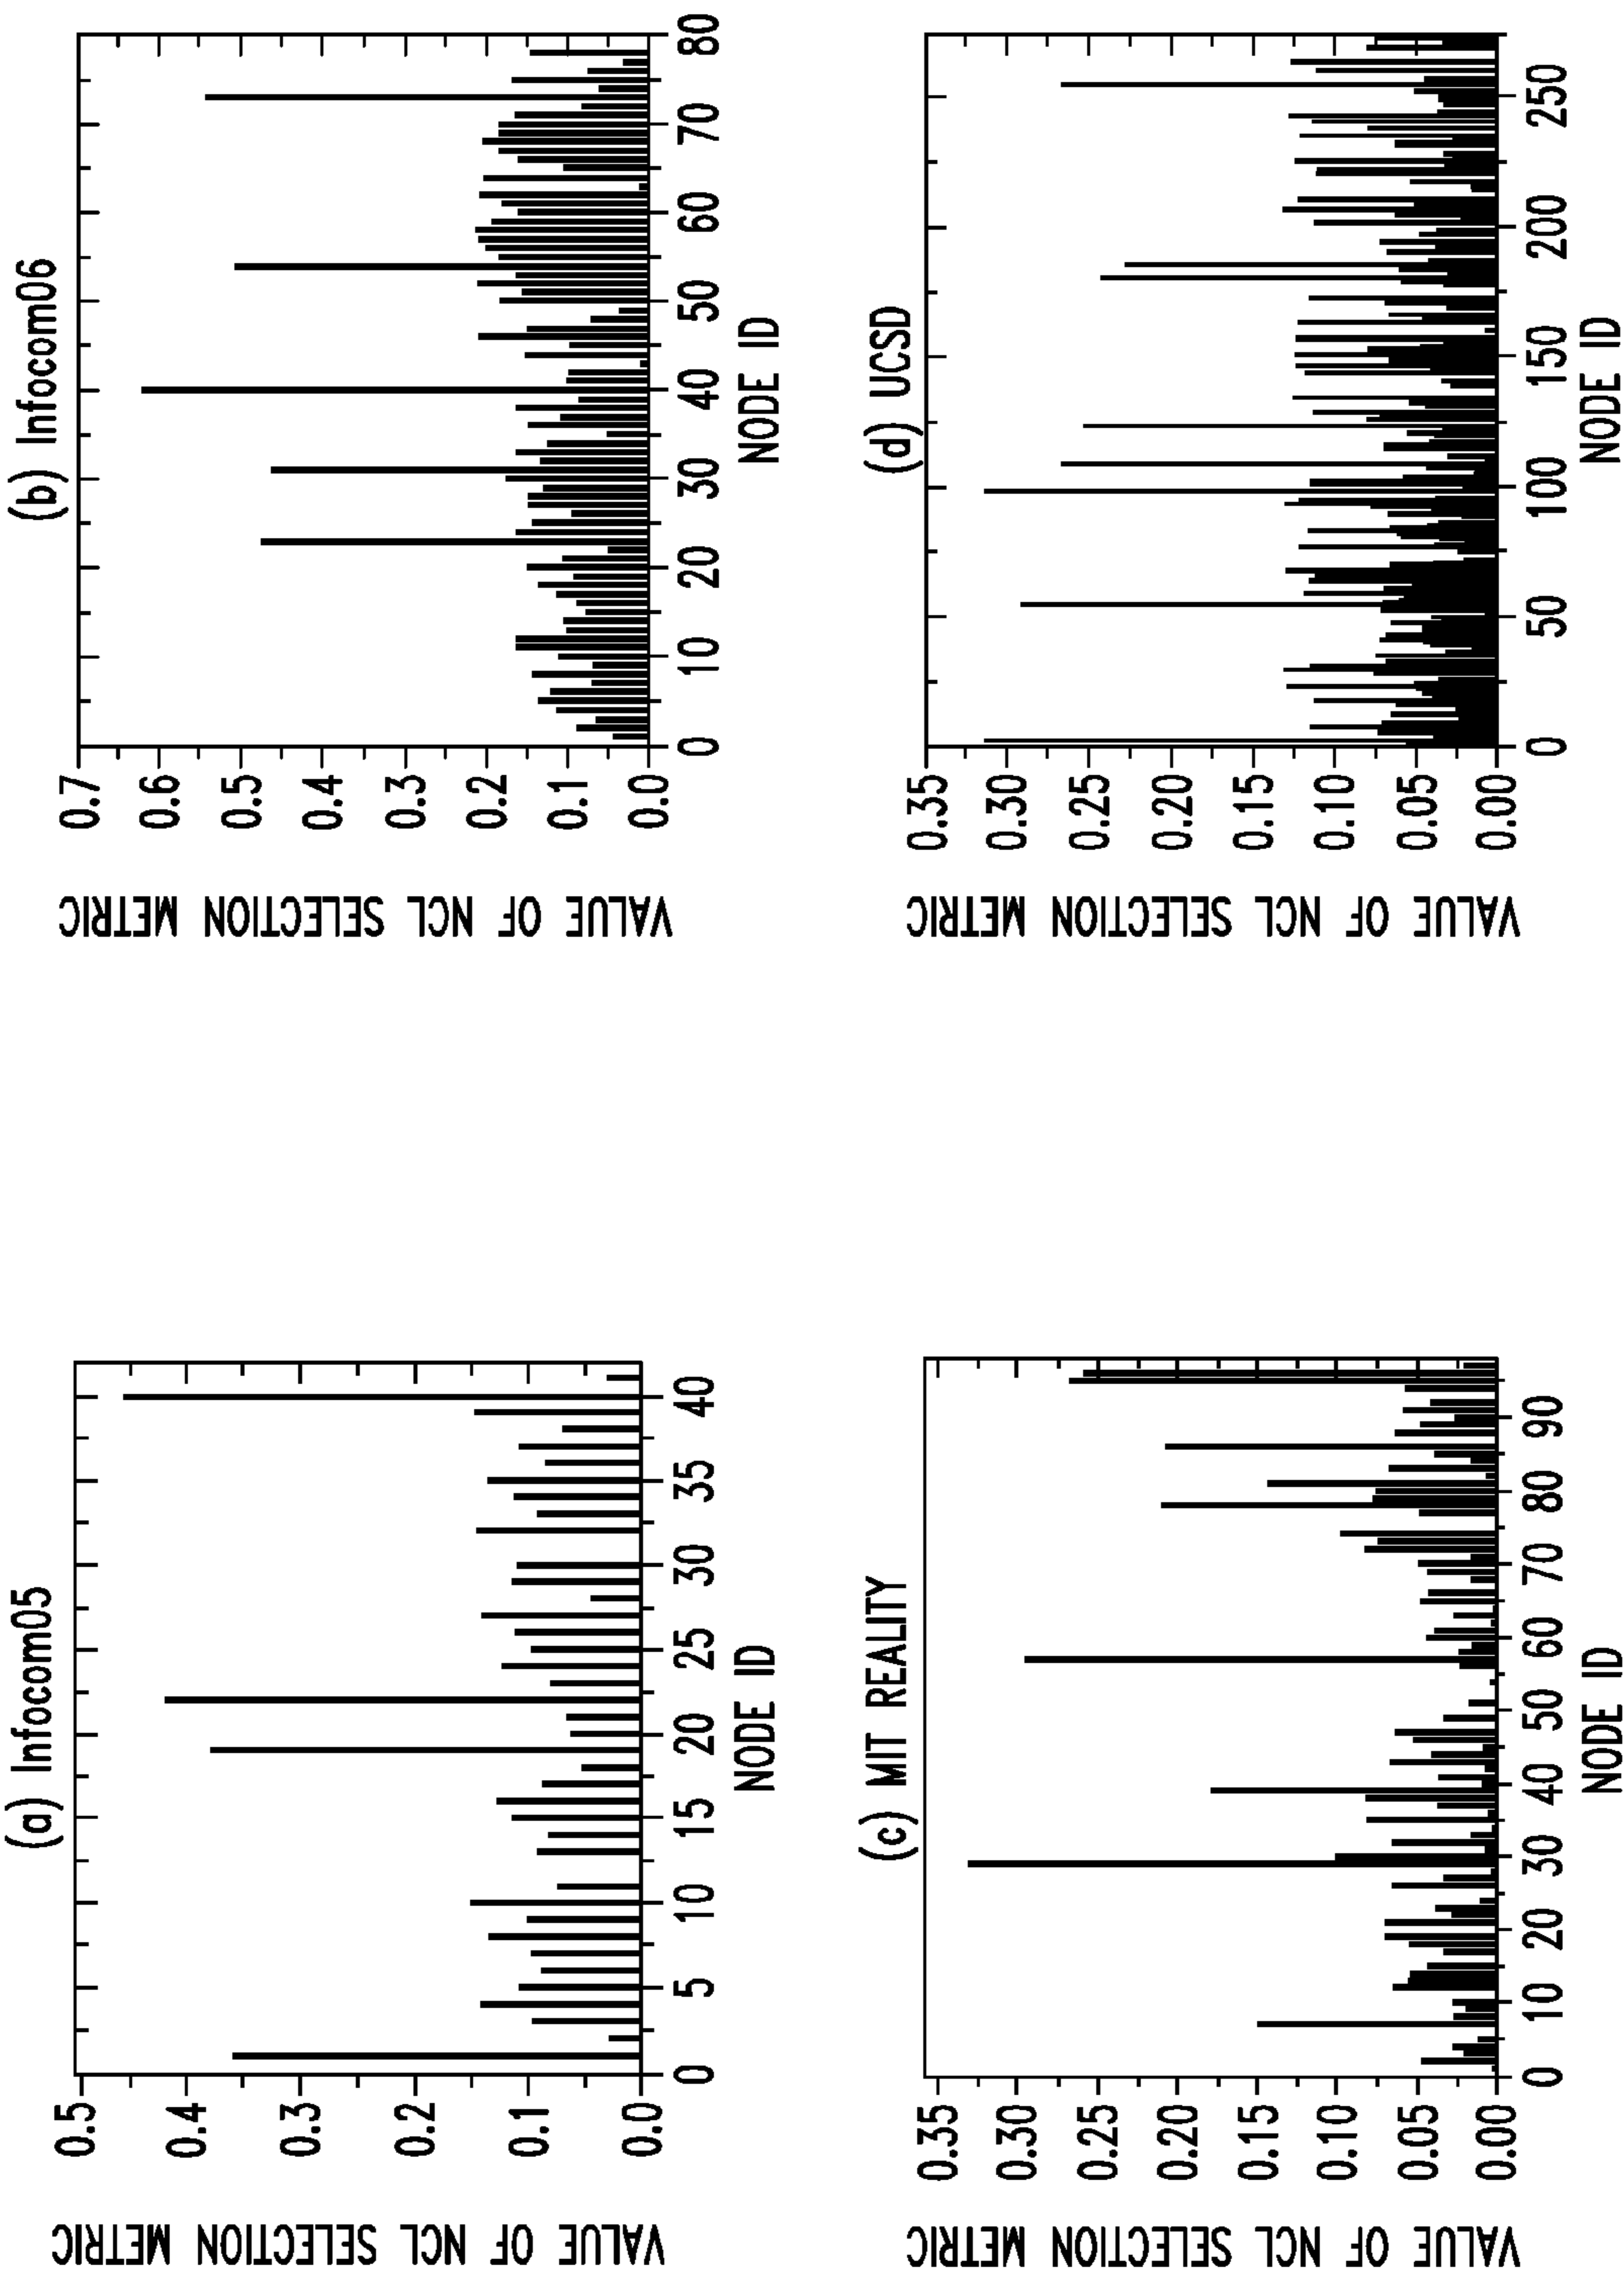 (a) Infocom05
VALUE OF NCL SELECTION METRIC
0.5
0.4
0.3
0.2
0.1
0.0
0 5 10 15 20 25 30 35 40
NODE ID
(b) Infocom06
VALUE OF NCL SELECTION METRIC
0.7
0.6
0.5
0.4
0.3
0.2
0.1
0.0
0 10 20 30 40 50 60 70 80
NODE ID
(c) MIT REALITY
VALUE OF NCL SELECTION METRIC
0.35
0.30
0.25
0.20
0.15
0.10
0.05
0.00
0 10 20 30 40 50 60 70 80 90
NODE ID
(d) UCSD
VALUE OF NCL SELECTION METRIC
0.35
0.30
0.25
0.20
0.15
0.10
0.05
0.00
0 50 100 150 200 250
NODE ID